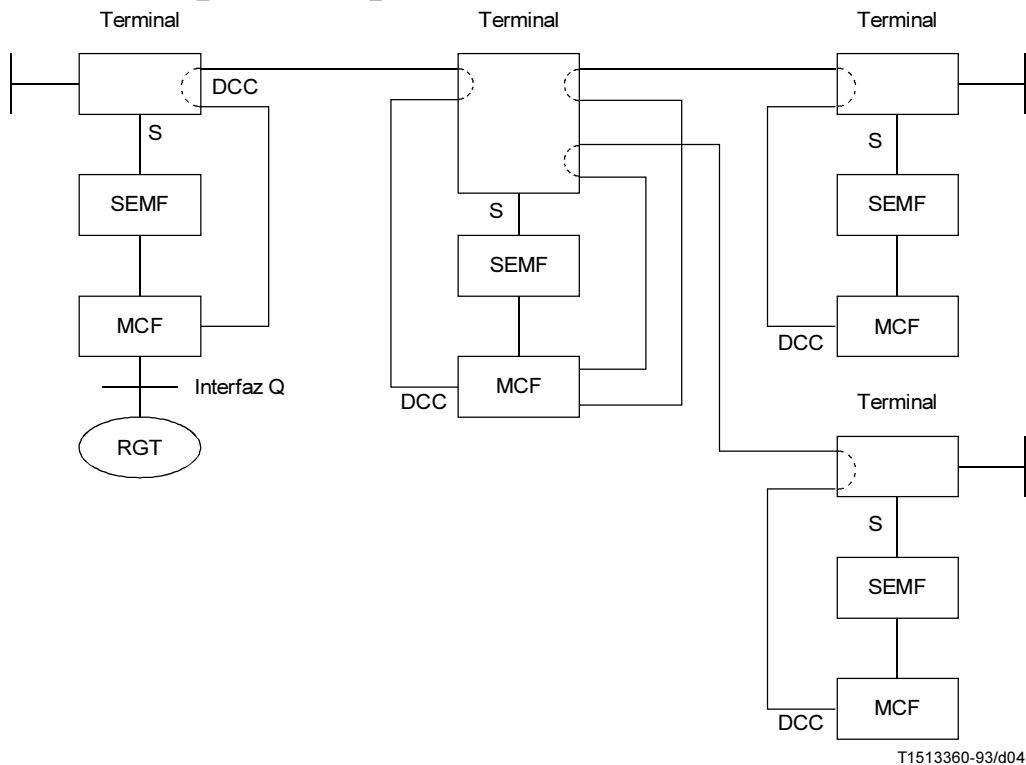 Terminal
Terminal
Terminal
DCC
S
S
SEMF
SEMF
S
SEMF
MCF
MCF
DCC
Interfaz Q
MCF
DCC
Terminal
RGT
S
SEMF
MCF
DCC
T1513360-93/d04